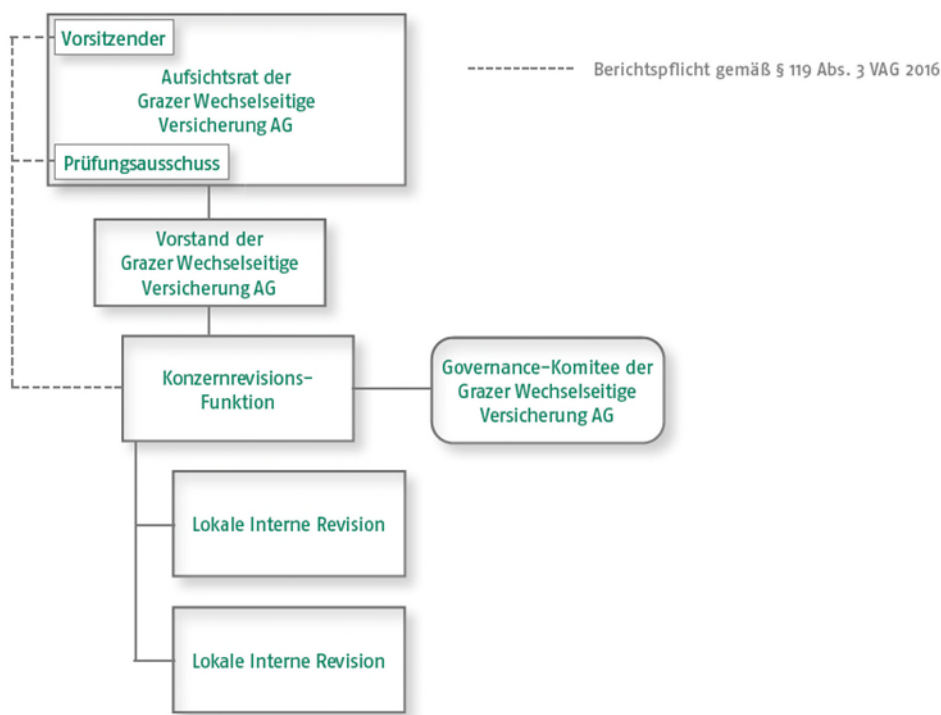 Vorsitzender
Aufsichtsrat der
Grazer Wechselseitige
Versicherung AG
Prüfungsausschuss
Berichtspflicht gemäß § 119 Abs. 3 VAG 2016
Vorstand der
Grazer Wechselseitige
Versicherung AG
Konzernrevisions-
Funktion
Governance-Komitee der
Grazer Wechselseitige
Versicherung AG
Lokale Interne Revision
Lokale Interne Revision